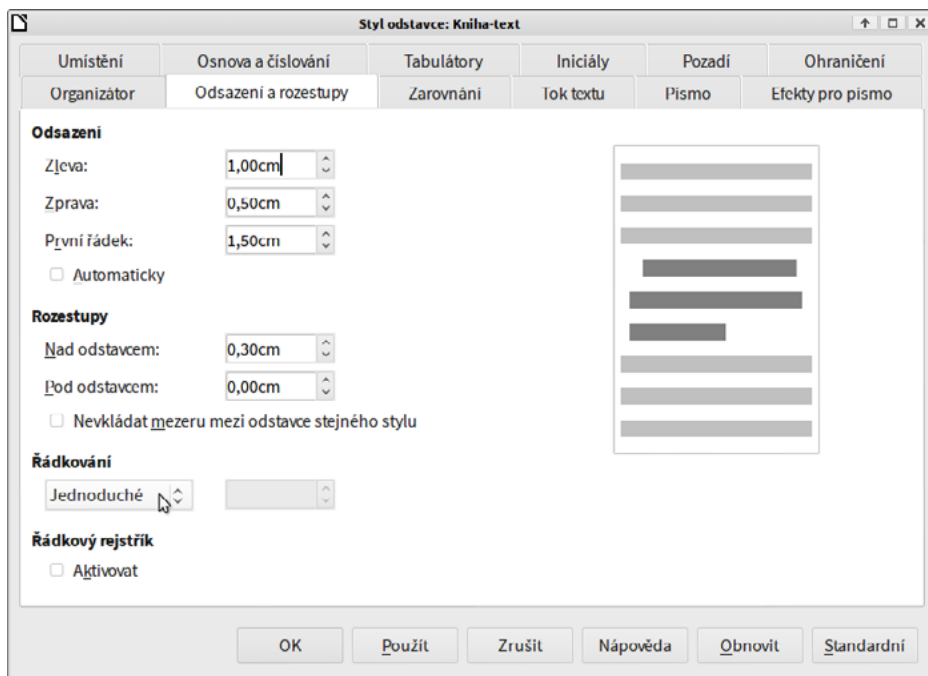 Styl odstavce: Kniha-text
Umístění Osnova a číslování Tabulátory Iniciály Pozadí Ohraničení
Organizátor Odsazení a rozestupy Zarovnání Tok textu Písmo Efekty pro písmo
Odsazení
Zleva: 1,00cm
Zprava: 0,50cm
První řádek: 1,50cm
Automaticky
Rozestupy
Nad odstavcem: 0,30cm
Pod odstavcem: 0,00cm
Nevkládat mezeru mezi odstavce stejného stylu
Řádkování
Jednoduché
Řádkový rejstřík
Aktivovat
OK Použít Zrušit Nápověda Obnovit Standardní